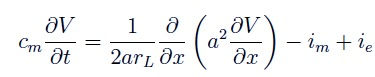 c_m ∂V/∂t = 1/(2ar_L) ∂/∂x (a² ∂V/∂x) − i_m + i_e